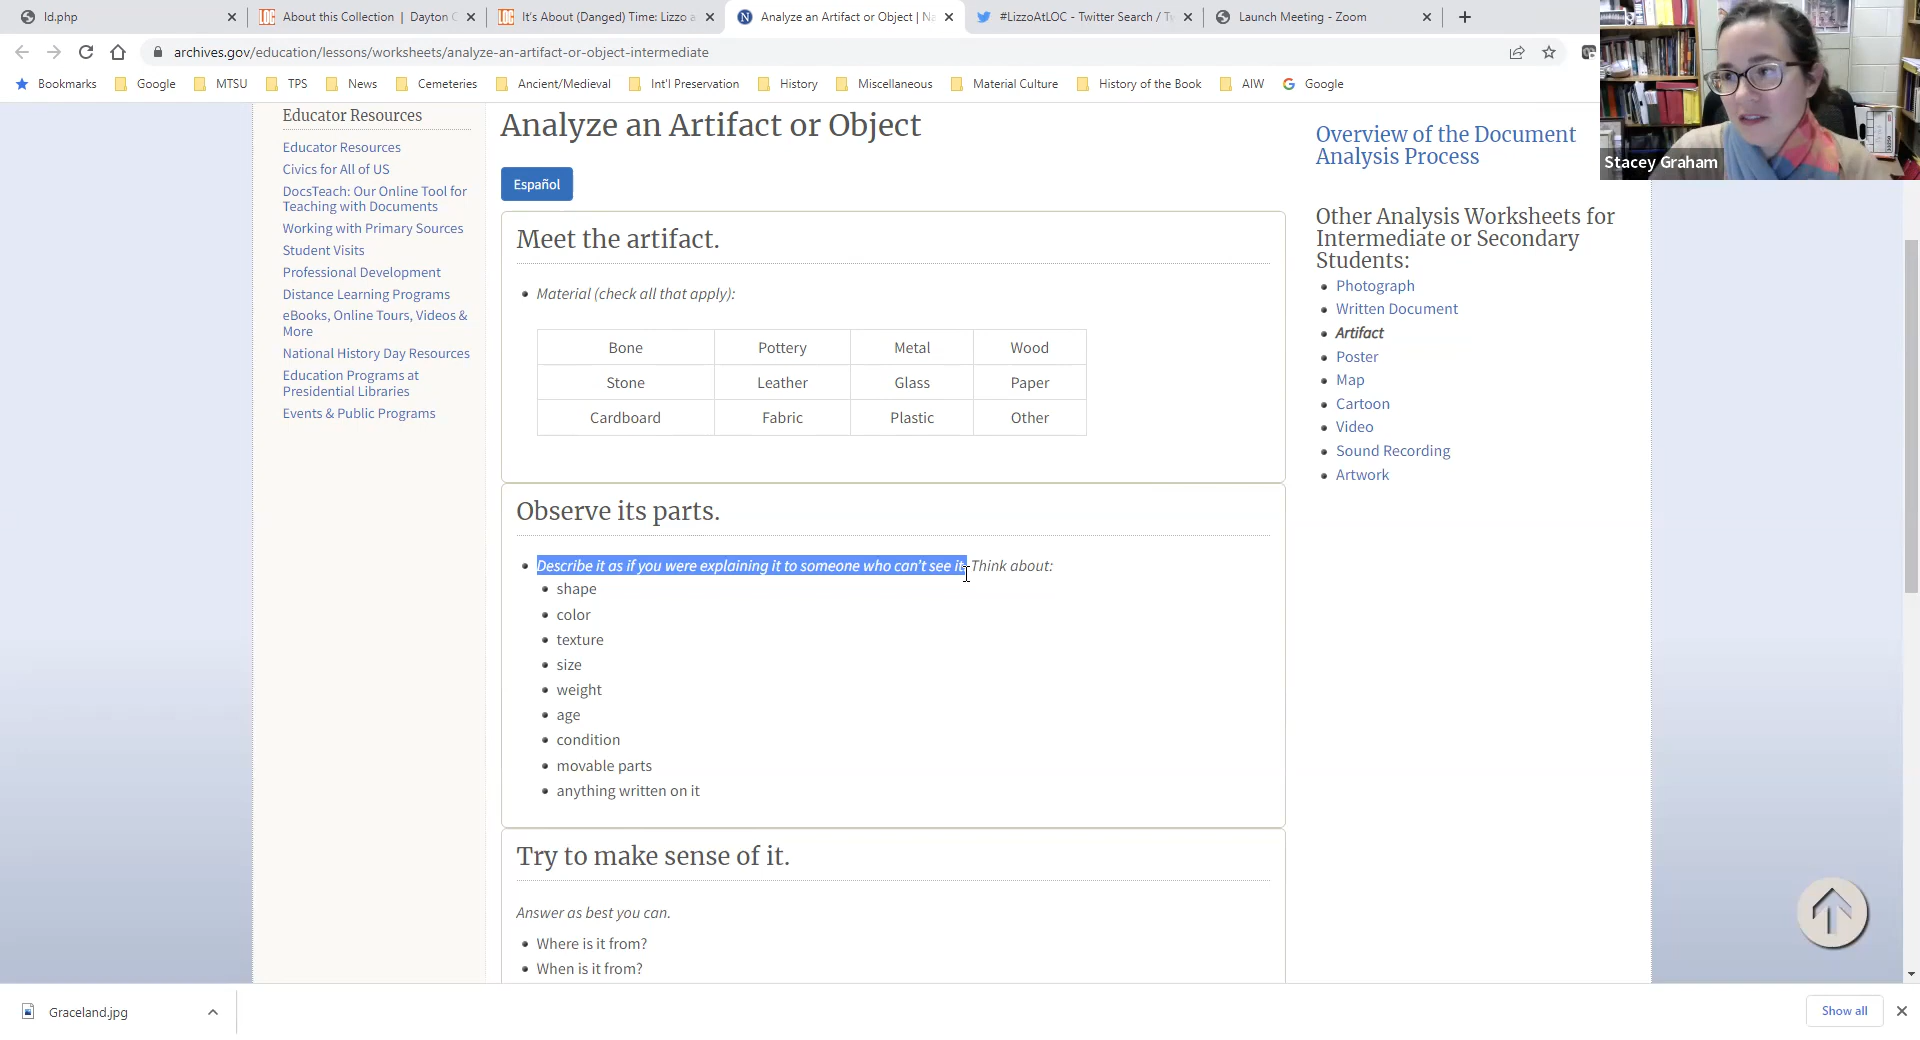 ld.php
About this Collection | Dayton C
It's About (Danged) Time: Lizzo a
Analyze an Artifact or Object | Na
#LizzoAtLOC - Twitter Search / Tw
Launch Meeting - Zoom
archives.gov/education/lessons/worksheets/analyze-an-artifact-or-object-intermediate
Bookmarks
Google
MTSU
TPS
News
Cemeteries
Ancient/Medieval
Int'l Preservation
History
Miscellaneous
Material Culture
History of the Book
AIW
Google
Stacey Graham
Educator Resources
Educator Resources
Civics for All of US
DocsTeach: Our Online Tool for
Teaching with Documents
Working with Primary Sources
Student Visits
Professional Development
Distance Learning Programs
eBooks, Online Tours, Videos &
More
National History Day Resources
Education Programs at
Presidential Libraries
Events & Public Programs
Analyze an Artifact or Object
Español
Meet the artifact.
Material (check all that apply):
Bone Pottery Metal Wood
Stone Leather Glass Paper
Cardboard Fabric Plastic Other
Observe its parts.
Describe it as if you were explaining it to someone who can't see it. Think about:
shape
color
texture
size
weight
age
condition
movable parts
anything written on it
Try to make sense of it.
Answer as best you can.
Where is it from?
When is it from?
Overview of the Document
Analysis Process
Other Analysis Worksheets for
Intermediate or Secondary
Students:
Photograph
Written Document
Artifact
Poster
Map
Cartoon
Video
Sound Recording
Artwork
Graceland.jpg
Show all